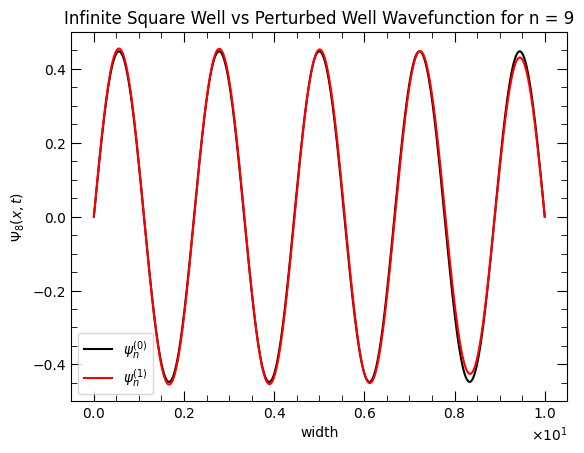 Infinite Square Well vs Perturbed Well Wavefunction for n = 9
0.4
0.2
0.0
−0.2
−0.4
Ψ₈(x, t)
ψₙ⁽⁰⁾
ψₙ⁽¹⁾
0.0 0.2 0.4 0.6 0.8 1.0
width
×10¹